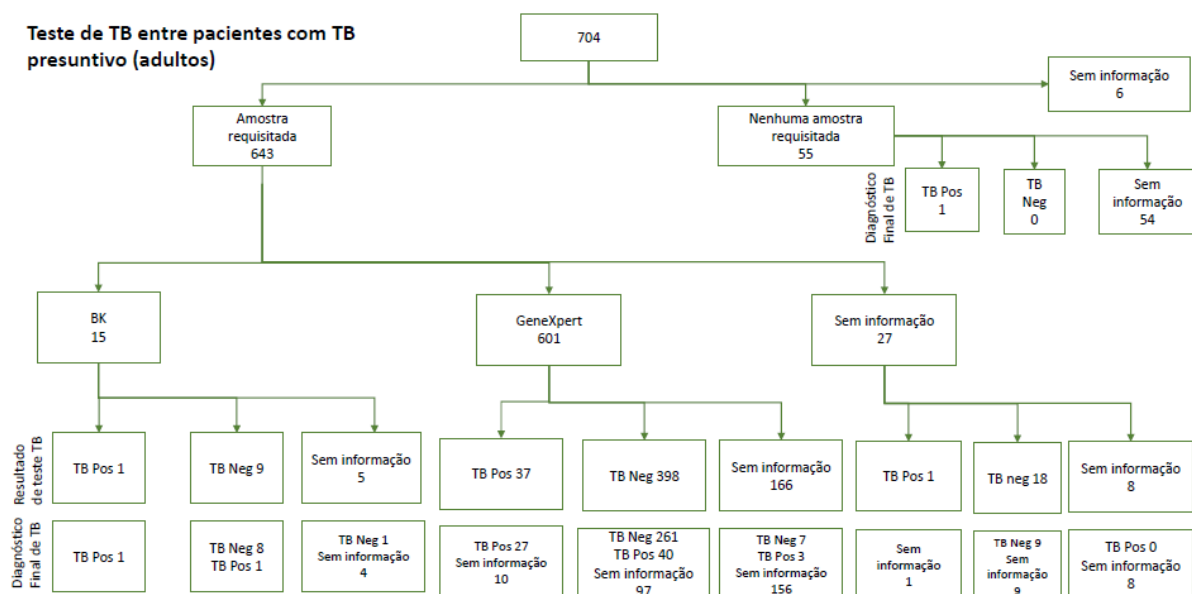 Teste de TB entre pacientes com TB
presuntivo (adultos)
704
Sem informação
6
Amostra
requisitada
643
Nenhuma amostra
requisitada
55
Diagnóstico
Final de TB
TB Pos
1
TB
Neg
0
Sem
informação
54
BK
15
GeneXpert
601
Sem informação
27
Resultado
de teste TB
TB Pos 1
TB Neg 9
Sem informação
5
TB Pos 37
TB Neg 398
Sem informação
166
TB Pos 1
TB neg 18
Sem informação
8
Diagnóstico
Final de TB
TB Pos 1
TB Neg 8
TB Pos 1
TB Neg 1
Sem informação
4
TB Pos 27
Sem informação
10
TB Neg 261
TB Pos 40
Sem informação
97
TB Neg 7
TB Pos 3
Sem informação
156
Sem
informação
1
TB Neg 9
Sem
informação
9
TB Pos 0
Sem informação
8